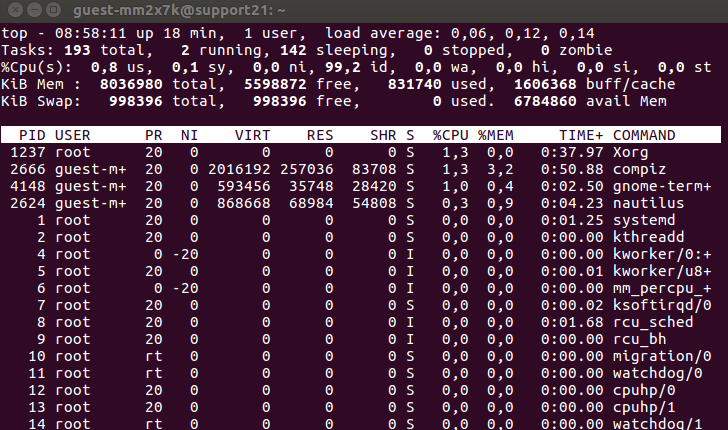 guest-mm2x7k@support21: ~
top - 08:58:11 up 18 min,  1 user,  load average: 0,06, 0,12, 0,14
Tasks: 193 total,   2 running, 142 sleeping,   0 stopped,   0 zombie
%Cpu(s):  0,8 us,  0,1 sy,  0,0 ni, 99,2 id,  0,0 wa,  0,0 hi,  0,0 si,  0,0 st
KiB Mem :  8036980 total,  5598872 free,   831740 used,  1606368 buff/cache
KiB Swap:   998396 total,   998396 free,        0 used.  6784860 avail Mem
PID USER      PR  NI    VIRT    RES    SHR S  %CPU %MEM     TIME+ COMMAND
1237 root      20   0       0      0      0 S   1,3  0,0   0:37.97 Xorg
2666 guest-m+  20   0 2016192 257036  83708 S   1,3  3,2   0:50.88 compiz
4148 guest-m+  20   0  593456  35748  28420 S   1,0  0,4   0:02.50 gnome-term+
2624 guest-m+  20   0  868668  68984  54808 S   0,3  0,9   0:04.23 nautilus
1 root      20   0       0      0      0 S   0,0  0,0   0:01.25 systemd
2 root      20   0       0      0      0 S   0,0  0,0   0:00.00 kthreadd
4 root       0 -20       0      0      0 I   0,0  0,0   0:00.00 kworker/0:+
5 root      20   0       0      0      0 I   0,0  0,0   0:00.01 kworker/u8+
6 root       0 -20       0      0      0 I   0,0  0,0   0:00.00 mm_percpu_+
7 root      20   0       0      0      0 S   0,0  0,0   0:00.02 ksoftirqd/0
8 root      20   0       0      0      0 I   0,0  0,0   0:01.68 rcu_sched
9 root      20   0       0      0      0 I   0,0  0,0   0:00.00 rcu_bh
10 root      rt   0       0      0      0 S   0,0  0,0   0:00.00 migration/0
11 root      rt   0       0      0      0 S   0,0  0,0   0:00.00 watchdog/0
12 root      20   0       0      0      0 S   0,0  0,0   0:00.00 cpuhp/0
13 root      20   0       0      0      0 S   0,0  0,0   0:00.00 cpuhp/1
14 root      rt   0       0      0      0 S   0,0  0,0   0:00.00 watchdog/1